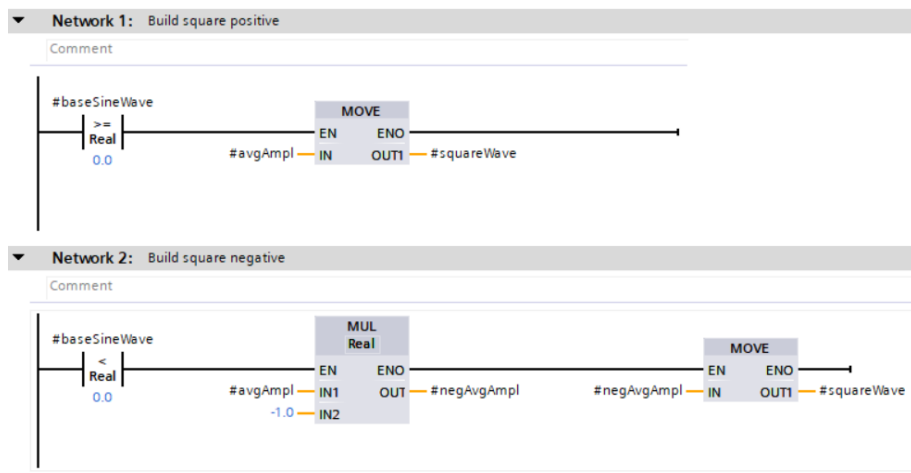 Network 1: Build square positive
Comment
#baseSineWave
>=
Real
0.0
MOVE
EN ENO
#avgAmpl IN OUT1 #squareWave
Network 2: Build square negative
Comment
#baseSineWave
<
Real
0.0
MUL
Real
EN ENO
#avgAmpl IN1 OUT #negAvgAmpl
-1.0 IN2
MOVE
EN ENO
#negAvgAmpl IN OUT1 #squareWave